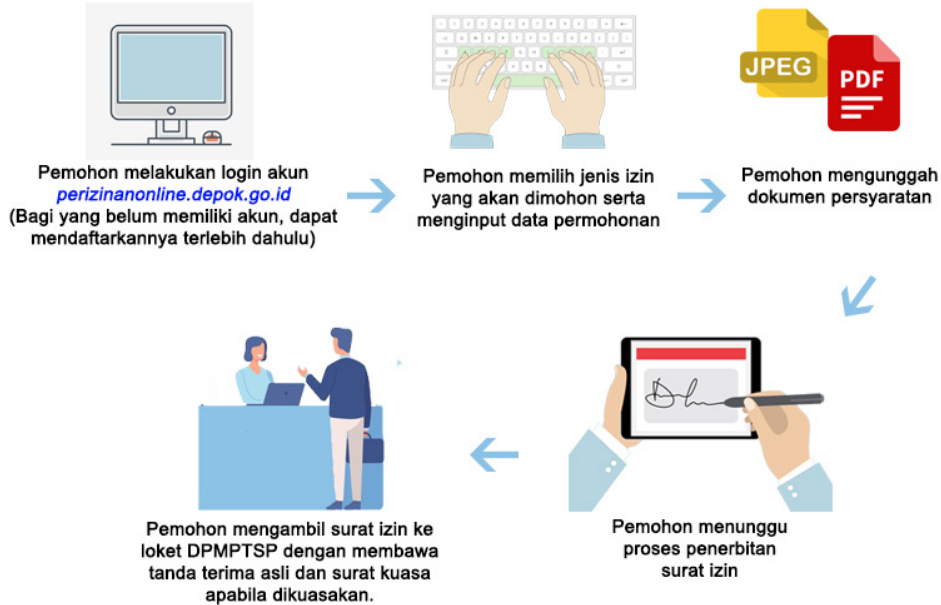 Pemohon melakukan login akun
perizinanonline.depok.go.id
(Bagi yang belum memiliki akun, dapat
mendaftarkannya terlebih dahulu)
Pemohon memilih jenis izin
yang akan dimohon serta
menginput data permohonan
JPEG
PDF
Pemohon mengunggah
dokumen persyaratan
Pemohon menunggu
proses penerbitan
surat izin
Pemohon mengambil surat izin ke
loket DPMPTSP dengan membawa
tanda terima asli dan surat kuasa
apabila dikuasakan.